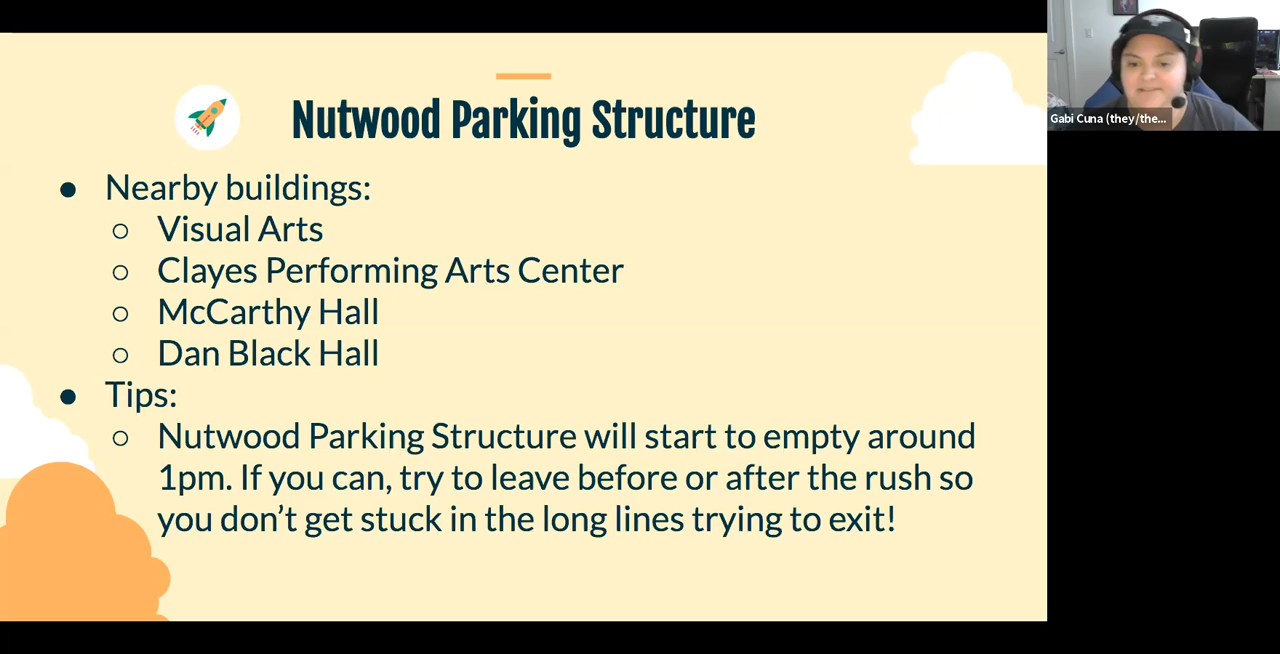 Nutwood Parking Structure
● Nearby buildings:
○ Visual Arts
○ Clayes Performing Arts Center
○ McCarthy Hall
○ Dan Black Hall
● Tips:
○ Nutwood Parking Structure will start to empty around
1pm. If you can, try to leave before or after the rush so
you don’t get stuck in the long lines trying to exit!
Gabi Cuna (they/the...